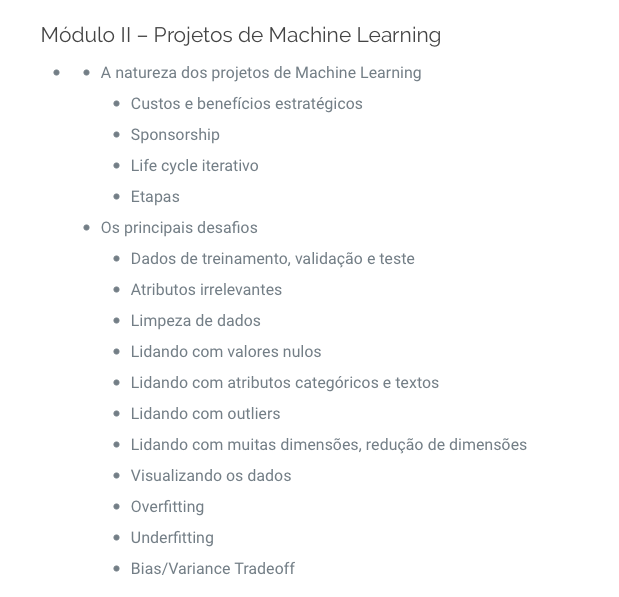 Módulo II – Projetos de Machine Learning
A natureza dos projetos de Machine Learning
Custos e benefícios estratégicos
Sponsorship
Life cycle iterativo
Etapas
Os principais desafios
Dados de treinamento, validação e teste
Atributos irrelevantes
Limpeza de dados
Lidando com valores nulos
Lidando com atributos categóricos e textos
Lidando com outliers
Lidando com muitas dimensões, redução de dimensões
Visualizando os dados
Overfitting
Underfitting
Bias/Variance Tradeoff